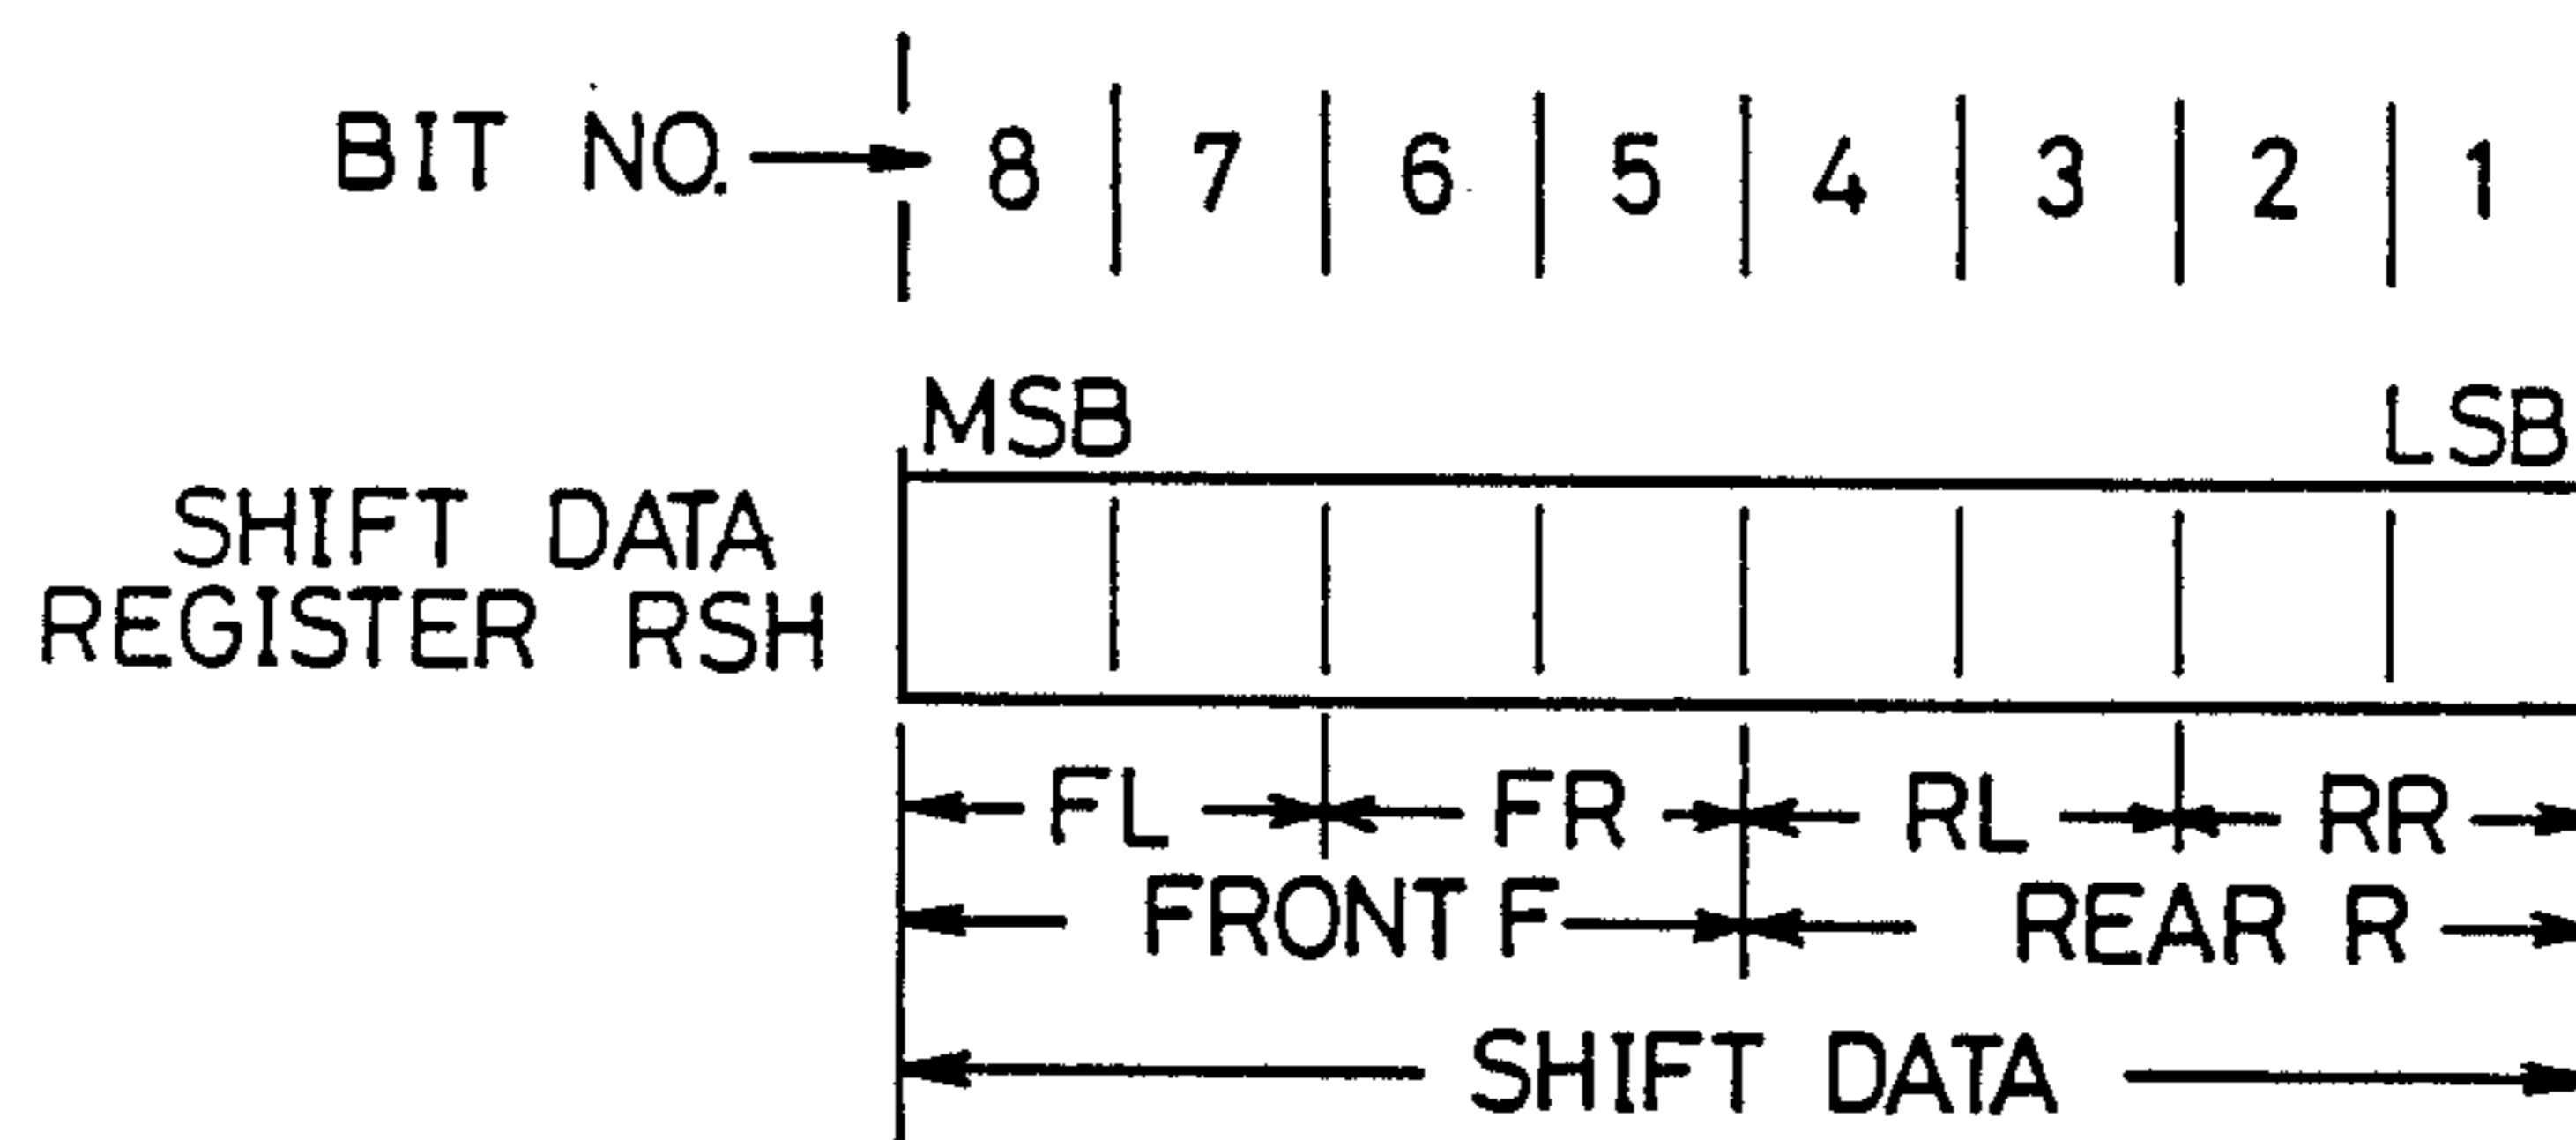 BIT NO. 8 7 6 5 4 3 2 1
MSB LSB
SHIFT DATA
REGISTER RSH
FL FR RL RR
FRONT F REAR R
SHIFT DATA